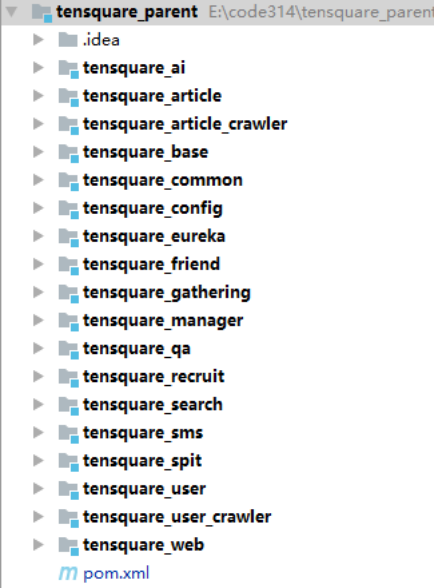 tensquare_parent E:\code314\tensquare_parent
.idea
tensquare_ai
tensquare_article
tensquare_article_crawler
tensquare_base
tensquare_common
tensquare_config
tensquare_eureka
tensquare_friend
tensquare_gathering
tensquare_manager
tensquare_qa
tensquare_recruit
tensquare_search
tensquare_sms
tensquare_spit
tensquare_user
tensquare_user_crawler
tensquare_web
m pom.xml